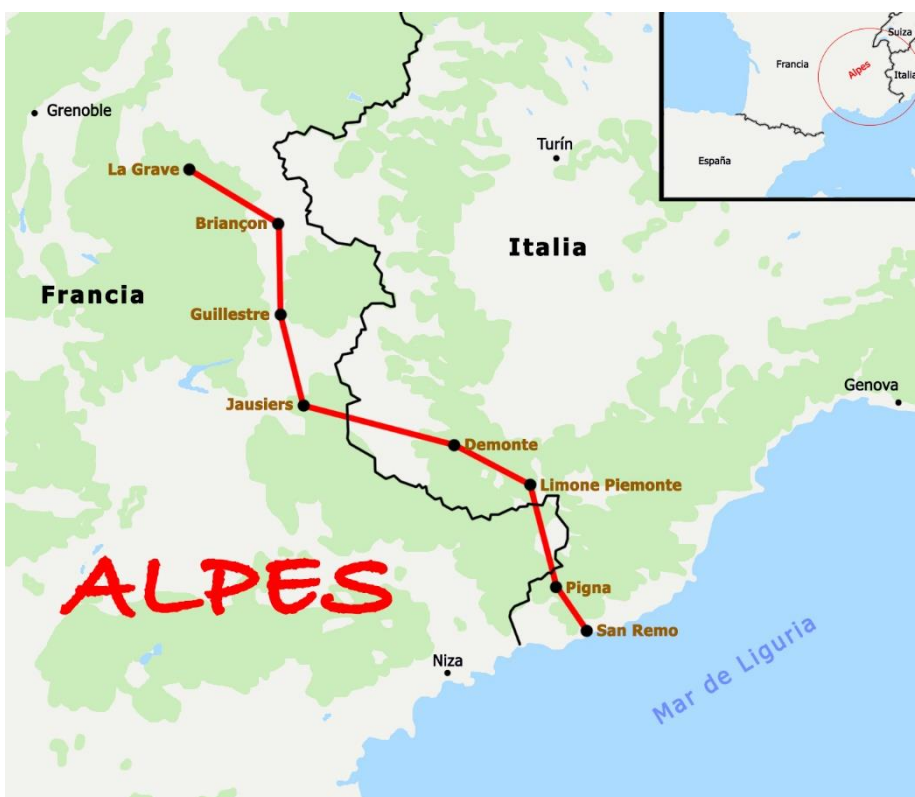 Suiza
Francia
Alpes
Italia
España
Grenoble
Turín
La Grave
Briançon
Italia
Francia
Guillestre
Genova
Jausiers
Demonte
Limone Piemonte
ALPES
Pigna
San Remo
Niza
Mar de Liguria